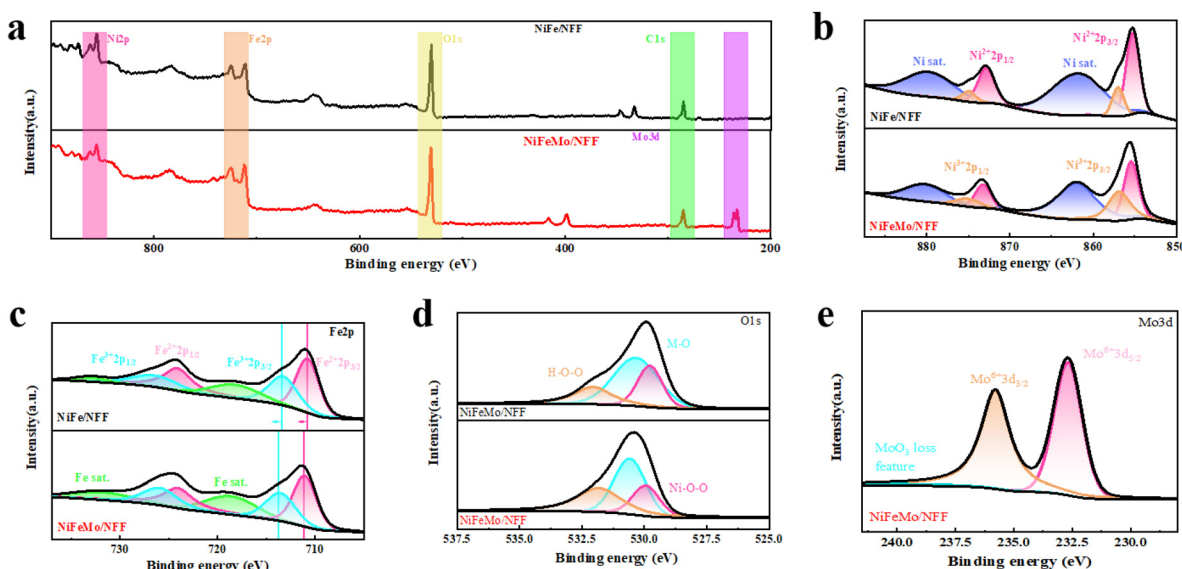 a
NiFe/NFF
Ni2p
Fe2p
O1s
C1s
Mo3d
NiFeMo/NFF
Intensity(a.u.)
800
600
400
200
Binding energy (eV)
b
Ni²⁺2p₃/₂
Ni sat.
Ni²⁺2p₁/₂
Ni sat.
NiFe/NFF
Ni³⁺2p₁/₂
Ni³⁺2p₃/₂
NiFeMo/NFF
Intensity(a.u.)
880
870
860
850
Binding energy (eV)
c
Fe2p
Fe³⁺2p₁/₂
Fe²⁺2p₁/₂
Fe³⁺2p₃/₂
Fe²⁺2p₃/₂
NiFe/NFF
Fe sat.
Fe sat.
NiFeMo/NFF
Intensity(a.u.)
730
720
710
Binding energy (eV)
d
O1s
M-O
H-O-O
NiFeMo/NFF
Ni-O-O
NiFeMo/NFF
Intensity(a.u.)
537.5
535.0
532.5
530.0
527.5
525.0
Binding energy (eV)
e
Mo3d
Mo⁶⁺3d₅/₂
Mo⁶⁺3d₃/₂
MoO₃ loss
feature
NiFeMo/NFF
Intensity(a.u.)
240.0
237.5
235.0
232.5
230.0
Binding energy (eV)